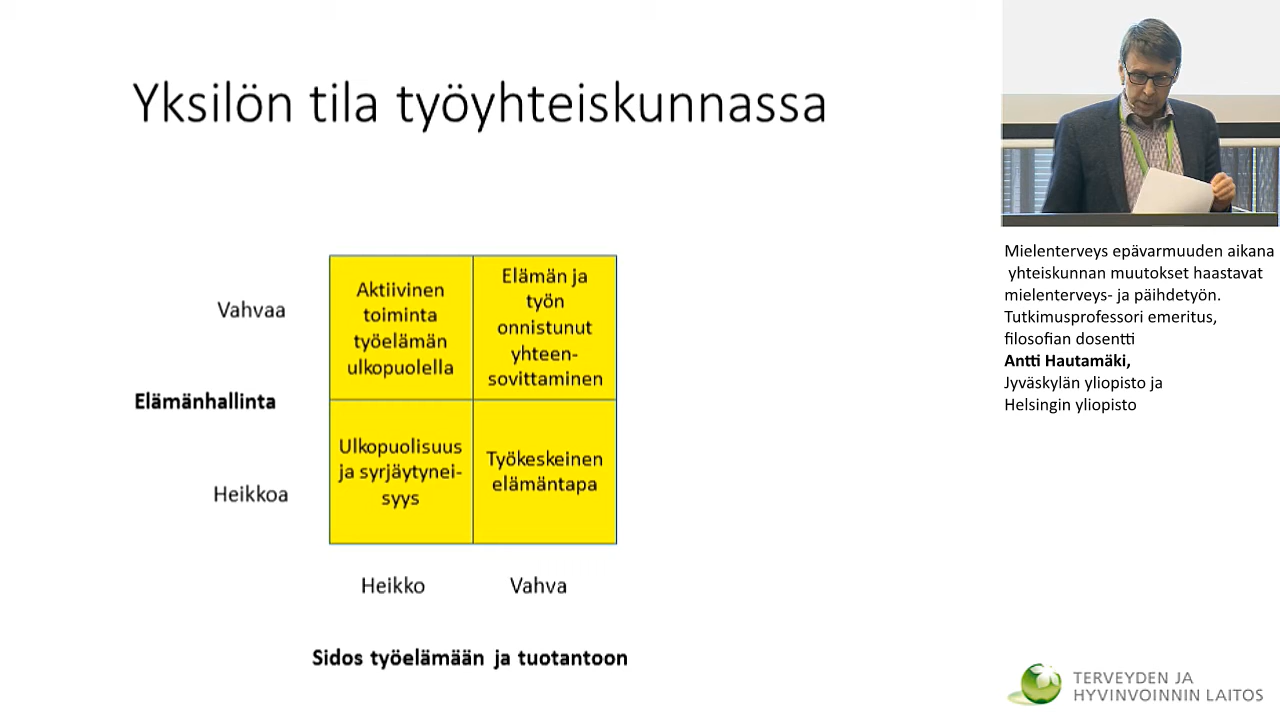 Yksilön tila työyhteiskunnassa
Vahvaa
Elämänhallinta
Heikkoa
Aktiivinen
toiminta
työelämän
ulkopuolella
Elämän ja
työn
onnistunut
yhteen-
sovittaminen
Ulkopuolisuus
ja syrjäytynei-
syys
Työkeskeinen
elämäntapa
Heikko
Vahva
Sidos työelämään ja tuotantoon
Mielenterveys epävarmuuden aikana
yhteiskunnan muutokset haastavat
mielenterveys- ja päihdetyön.
Tutkimusprofessori emeritus,
filosofian dosentti
Antti Hautamäki,
Jyväskylän yliopisto ja
Helsingin yliopisto
TERVEYDEN JA
HYVINVOINNIN LAITOS